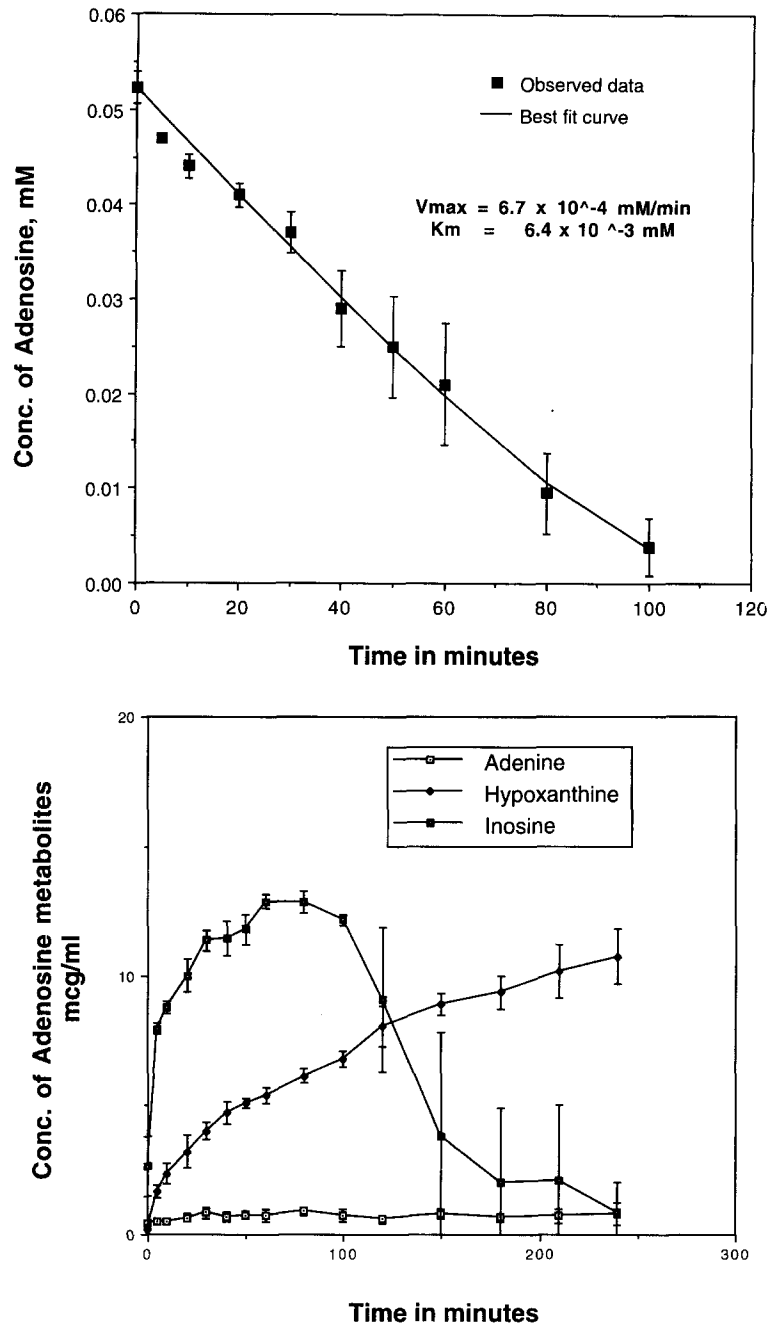 0.06
0.05
0.04
0.03
0.02
0.01
0.00
Conc. of Adenosine, mM
Observed data
Best fit curve
Vmax = 6.7 x 10^-4 mM/min
Km = 6.4 x 10 ^-3 mM
0 20 40 60 80 100 120
Time in minutes
20
10
0
Conc. of Adenosine metabolites
mcg/ml
Adenine
Hypoxanthine
Inosine
0 100 200 300
Time in minutes